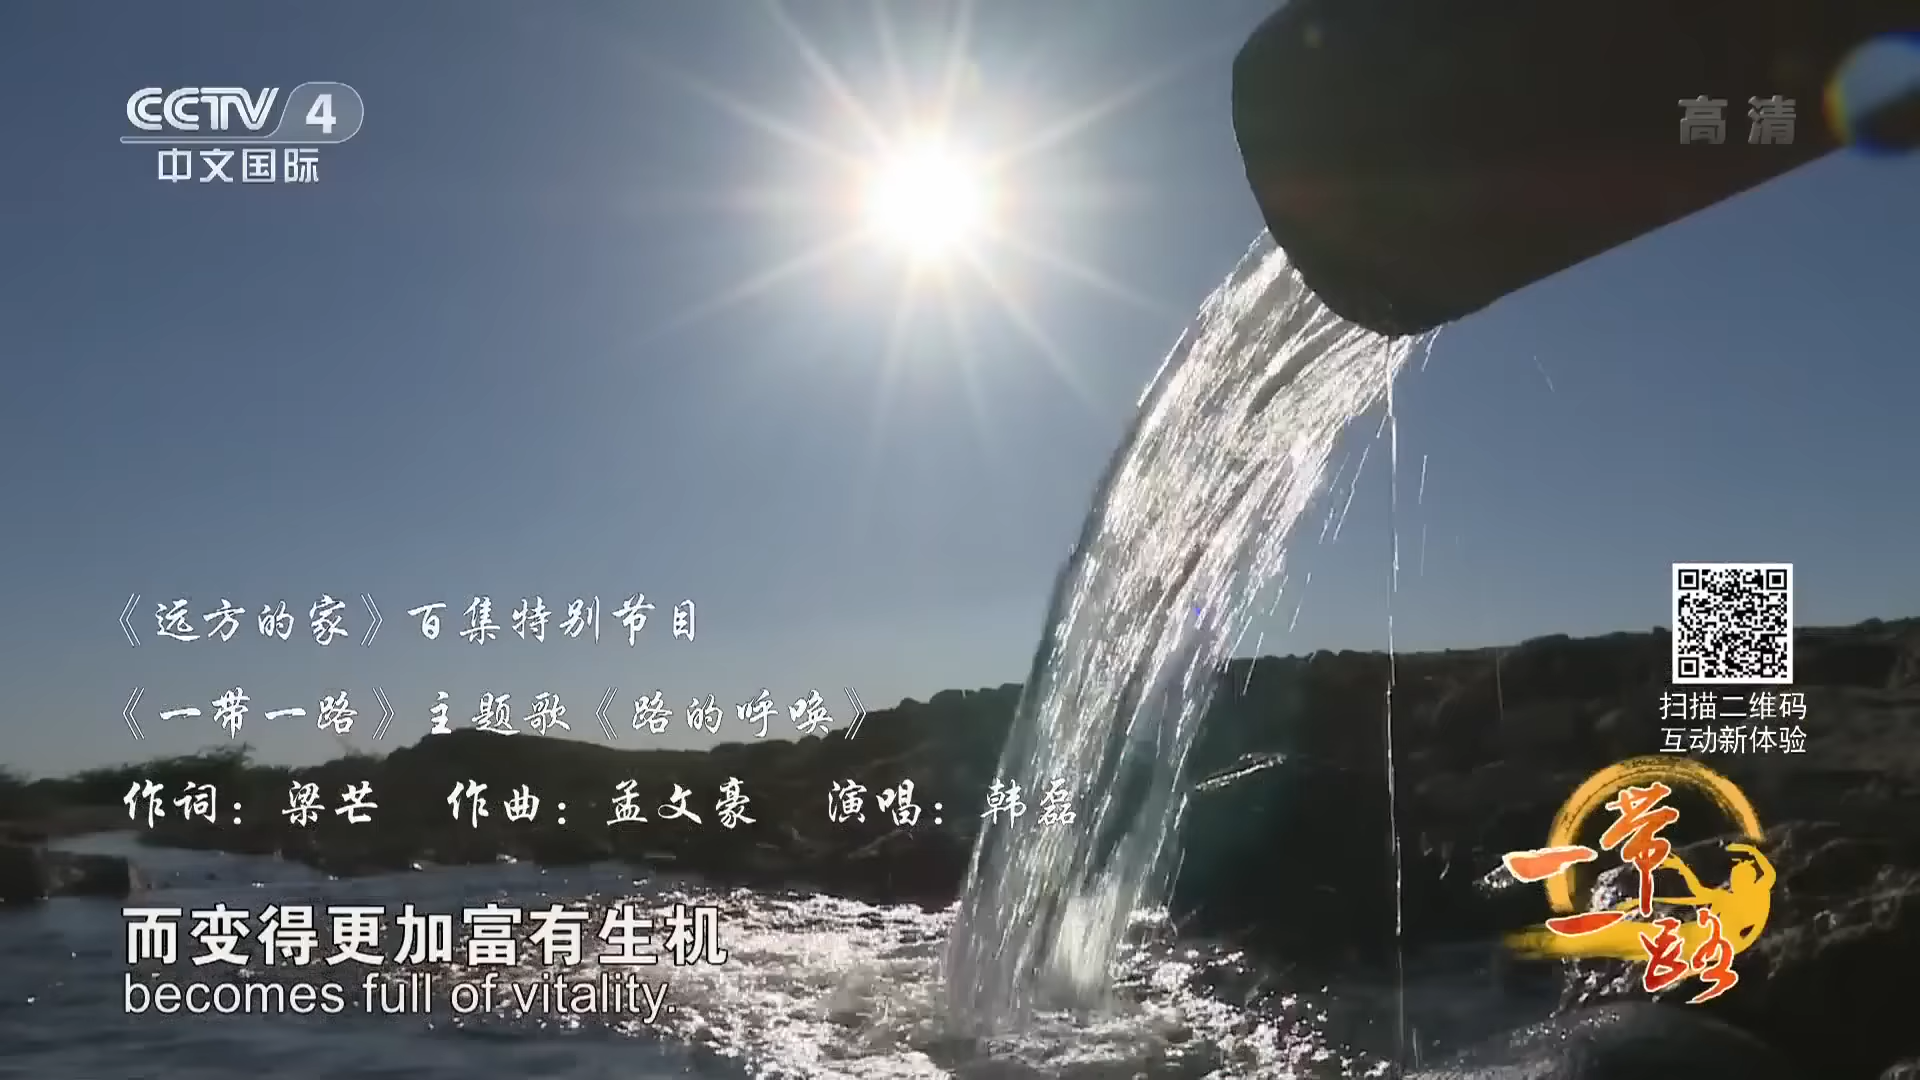 CCTV 4
中文国际
高清
《远方的家》百集特别节目
《一带一路》主题歌《路的呼唤》
作词：梁芒 作曲：孟文豪 演唱：韩磊
扫描二维码
互动新体验
一带
一路
而变得更加富有生机
becomes full of vitality.